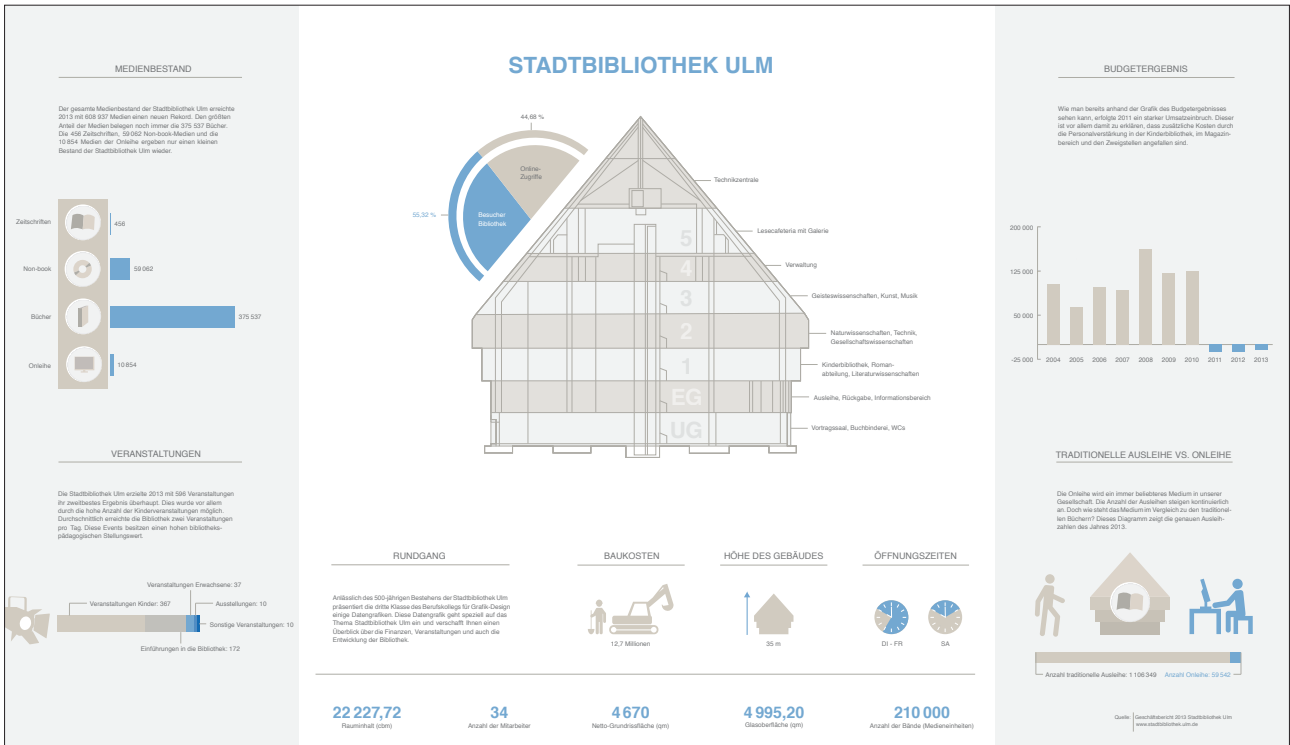 MEDIENBESTAND
Der gesamte Medienbestand der Stadtbibliothek Ulm erreichte
2013 mit 608 937 Medien einen neuen Rekord. Den größten
Anteil der Medien belegen noch immer die 375 537 Bücher.
Die 456 Zeitschriften, 59 062 Non-book-Medien und die
10 854 Medien der Onleihe ergeben nur einen kleinen
Bestand der Stadtbibliothek Ulm wieder.
Zeitschriften
456
Non-book
59 062
Bücher
375 537
Onleihe
10 854
VERANSTALTUNGEN
Die Stadtbibliothek Ulm erzielte 2013 mit 596 Veranstaltungen
ihr zweitbestes Ergebnis überhaupt. Dies wurde vor allem
durch die hohe Anzahl der Kinderveranstaltungen möglich.
Durchschnittlich erreichte die Bibliothek zwei Veranstaltungen
pro Tag. Diese Events besitzen einen hohen bibliotheks-
pädagogischen Stellungswert.
Veranstaltungen Erwachsene: 37
Veranstaltungen Kinder: 367
Ausstellungen: 10
Sonstige Veranstaltungen: 10
Einführungen in die Bibliothek: 172
STADTBIBLIOTHEK ULM
44,68 %
Online-
Zugriffe
55,32 %
Besucher
Bibliothek
Technikzentrale
5
Lesecafeteria mit Galerie
4
Verwaltung
3
Geisteswissenschaften, Kunst, Musik
2
Naturwissenschaften, Technik,
Gesellschaftswissenschaften
1
Kinderbibliothek, Roman-
abteilung, Literaturwissenschaften
EG
Ausleihe, Rückgabe, Informationsbereich
UG
Vortragssaal, Buchbinderei, WCs
RUNDGANG
Anlässlich des 500-jährigen Bestehens der Stadtbibliothek Ulm
präsentiert die dritte Klasse des Berufskollegs für Grafik-Design
einige Datengrafiken. Diese Datengrafik geht speziell auf das
Thema Stadtbibliothek Ulm ein und verschafft Ihnen einen
Überblick über die Finanzen, Veranstaltungen und auch die
Entwicklung der Bibliothek.
BAUKOSTEN
12,7 Millionen
HÖHE DES GEBÄUDES
35 m
ÖFFNUNGSZEITEN
DI - FR
SA
22 227,72
Rauminhalt (cbm)
34
Anzahl der Mitarbeiter
4 670
Netto-Grundrissfläche (qm)
4 995,20
Glasoberfläche (qm)
210 000
Anzahl der Bände (Medieneinheiten)
BUDGETERGEBNIS
Wie man bereits anhand der Grafik des Budgetergebnisses
sehen kann, erfolgte 2011 ein starker Umsatzeinbruch. Dieser
ist vor allem damit zu erklären, dass zusätzliche Kosten durch
die Personalverstärkung in der Kinderbibliothek, im Magazin-
bereich und den Zweigstellen angefallen sind.
200 000
125 000
50 000
-25 000
2004 2005 2006 2007 2008 2009 2010 2011 2012 2013
TRADITIONELLE AUSLEIHE VS. ONLEIHE
Die Onleihe wird ein immer beliebteres Medium in unserer
Gesellschaft. Die Anzahl der Ausleihen steigen kontinuierlich
an. Doch wie steht das Medium im Vergleich zu den traditionel-
len Büchern? Dieses Diagramm zeigt die genauen Ausleih-
zahlen des Jahres 2013.
Anzahl traditionelle Ausleihe: 1 106 349
Anzahl Onleihe: 59 542
Quelle: Geschäftsbericht 2013 Stadtbibliothek Ulm
www.stadtbibliothek.ulm.de